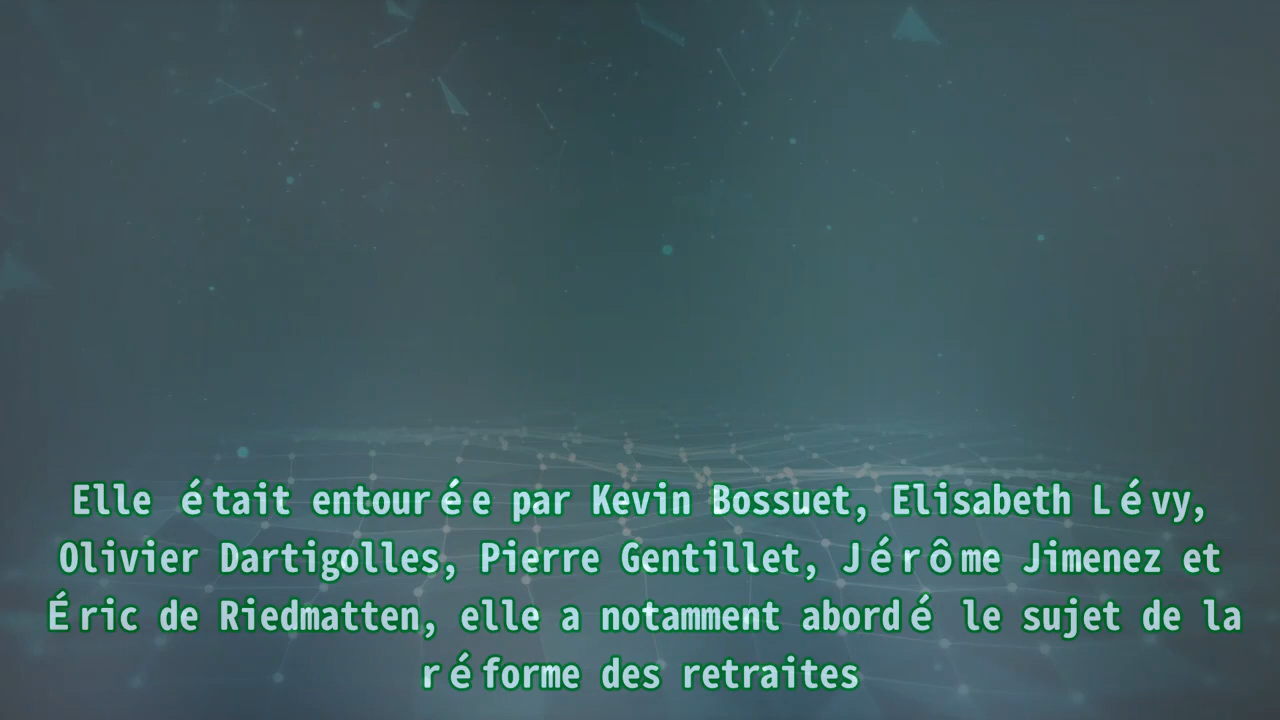 Elle était entourée par Kevin Bossuet, Elisabeth Lévy,
Olivier Dartigolles, Pierre Gentillet, Jérôme Jimenez et
Éric de Riedmatten, elle a notamment abordé le sujet de la
réforme des retraites